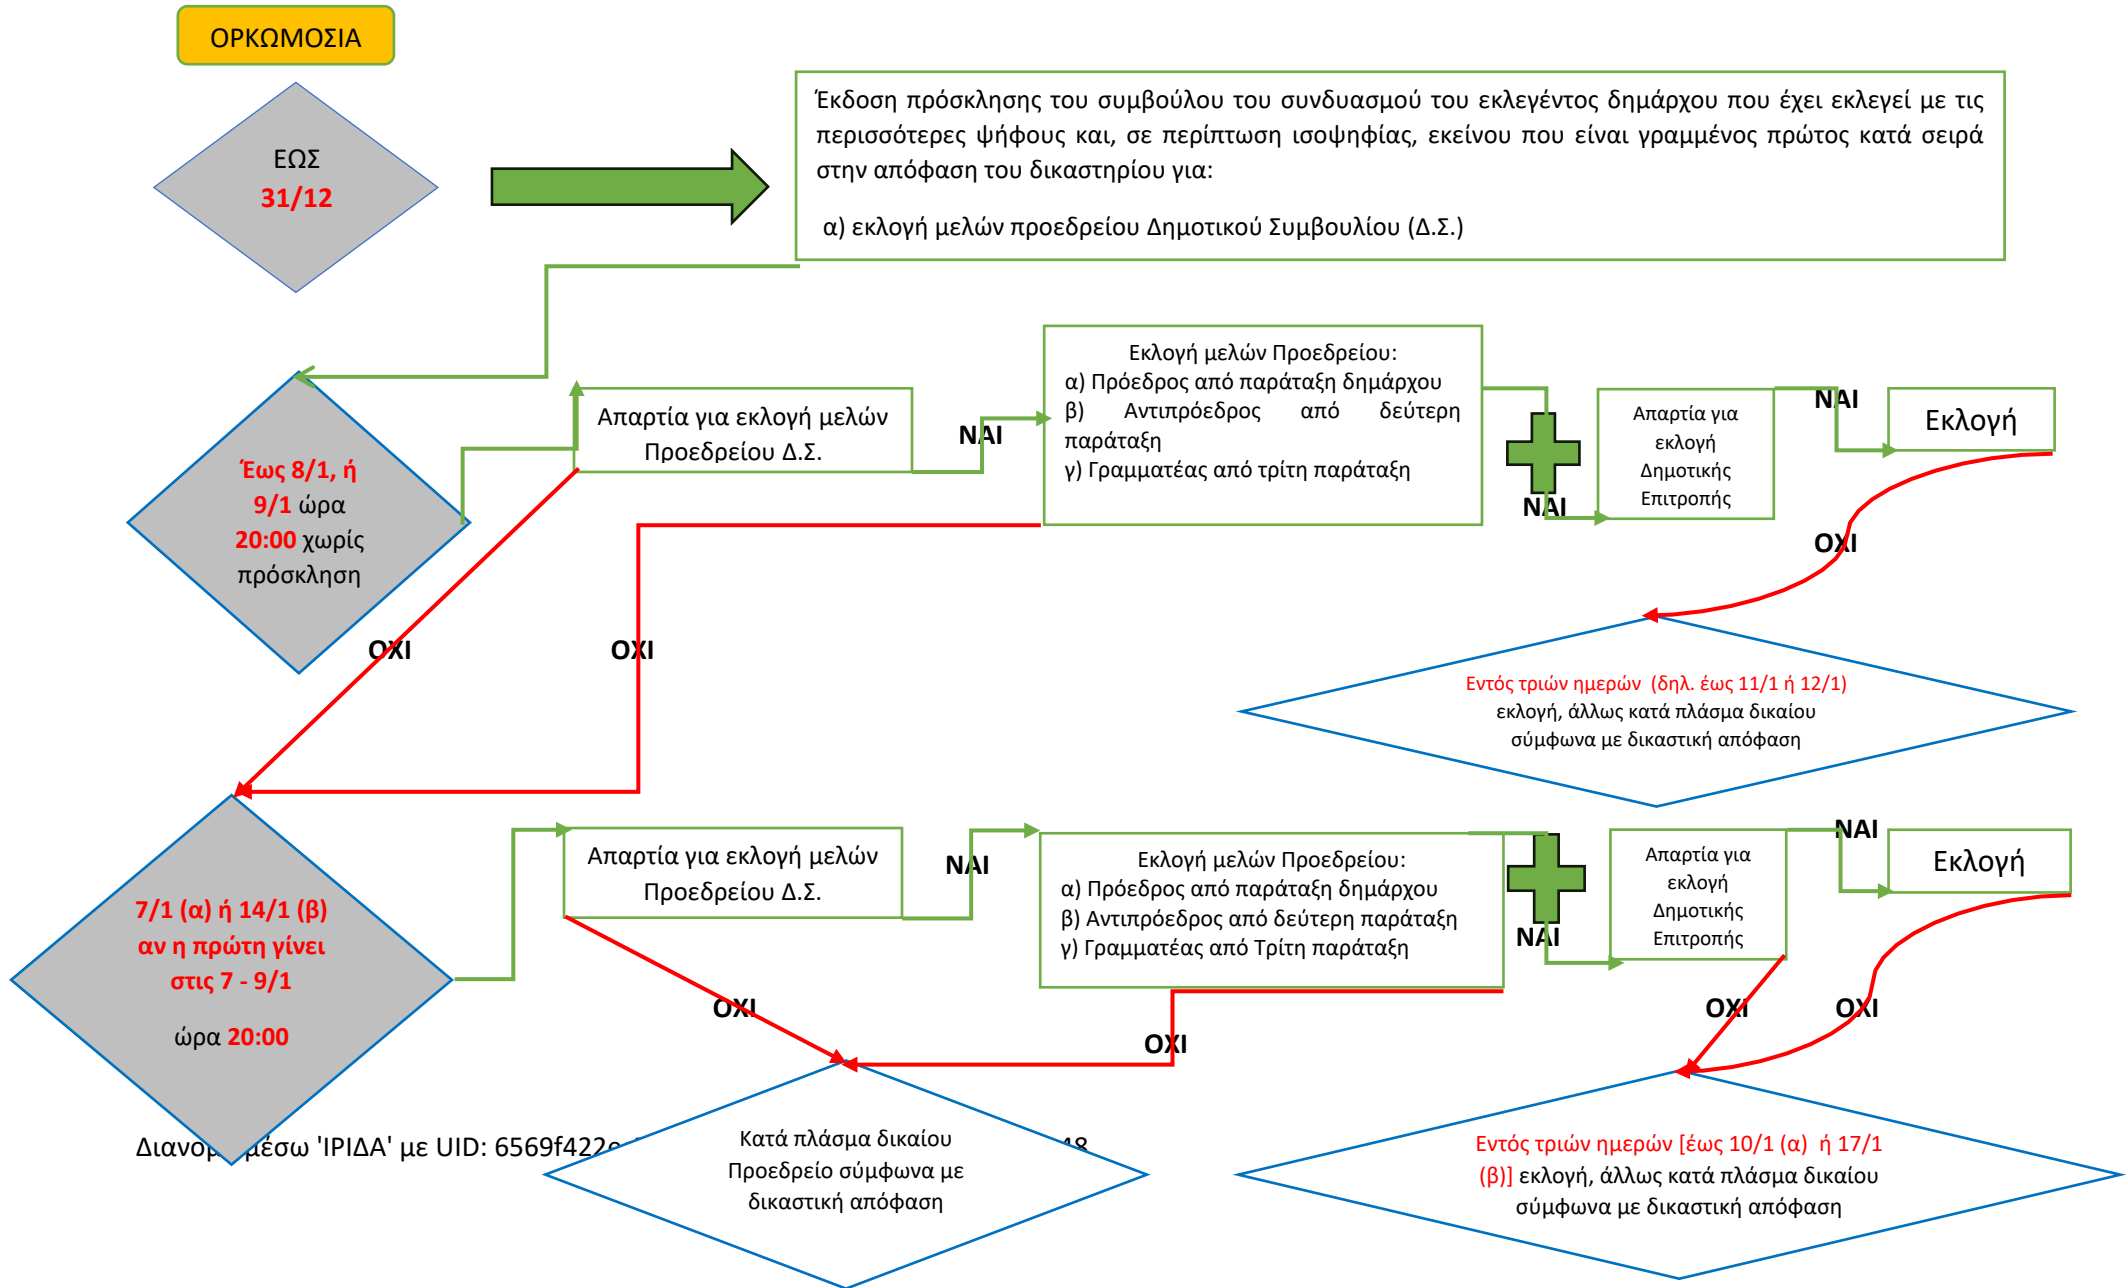 ΟΡΚΩΜΟΣΙΑ
ΕΩΣ
31/12
Έκδοση πρόσκλησης του συμβούλου του συνδυασμού του εκλεγέντος δημάρχου που έχει εκλεγεί με τις
περισσότερες ψήφους και, σε περίπτωση ισοψηφίας, εκείνου που είναι γραμμένος πρώτος κατά σειρά
στην απόφαση του δικαστηρίου για:
α) εκλογή μελών προεδρείου Δημοτικού Συμβουλίου (Δ.Σ.)
Έως 8/1, ή
9/1 ώρα
20:00 χωρίς
πρόσκληση
Απαρτία για εκλογή μελών
Προεδρείου Δ.Σ.
ΝΑΙ
Εκλογή μελών Προεδρείου:
α) Πρόεδρος από παράταξη δημάρχου
β) Αντιπρόεδρος από δεύτερη
παράταξη
γ) Γραμματέας από τρίτη παράταξη
ΝΑΙ
Απαρτία για
εκλογή
Δημοτικής
Επιτροπής
ΝΑΙ
Εκλογή
ΟΧΙ
ΟΧΙ
ΟΧΙ
Εντός τριών ημερών (δηλ. έως 11/1 ή 12/1)
εκλογή, άλλως κατά πλάσμα δικαίου
σύμφωνα με δικαστική απόφαση
7/1 (α) ή 14/1 (β)
αν η πρώτη γίνει
στις 7 - 9/1
ώρα 20:00
Απαρτία για εκλογή μελών
Προεδρείου Δ.Σ.
ΝΑΙ
Εκλογή μελών Προεδρείου:
α) Πρόεδρος από παράταξη δημάρχου
β) Αντιπρόεδρος από δεύτερη παράταξη
γ) Γραμματέας από Τρίτη παράταξη
ΝΑΙ
Απαρτία για
εκλογή
Δημοτικής
Επιτροπής
ΝΑΙ
Εκλογή
ΟΧΙ
ΟΧΙ
ΟΧΙ
ΟΧΙ
Κατά πλάσμα δικαίου
Προεδρείο σύμφωνα με
δικαστική απόφαση
Εντός τριών ημερών [έως 10/1 (α) ή 17/1
(β)] εκλογή, άλλως κατά πλάσμα δικαίου
σύμφωνα με δικαστική απόφαση
μέσω 'ΙΡΙΔΑ' με UID: